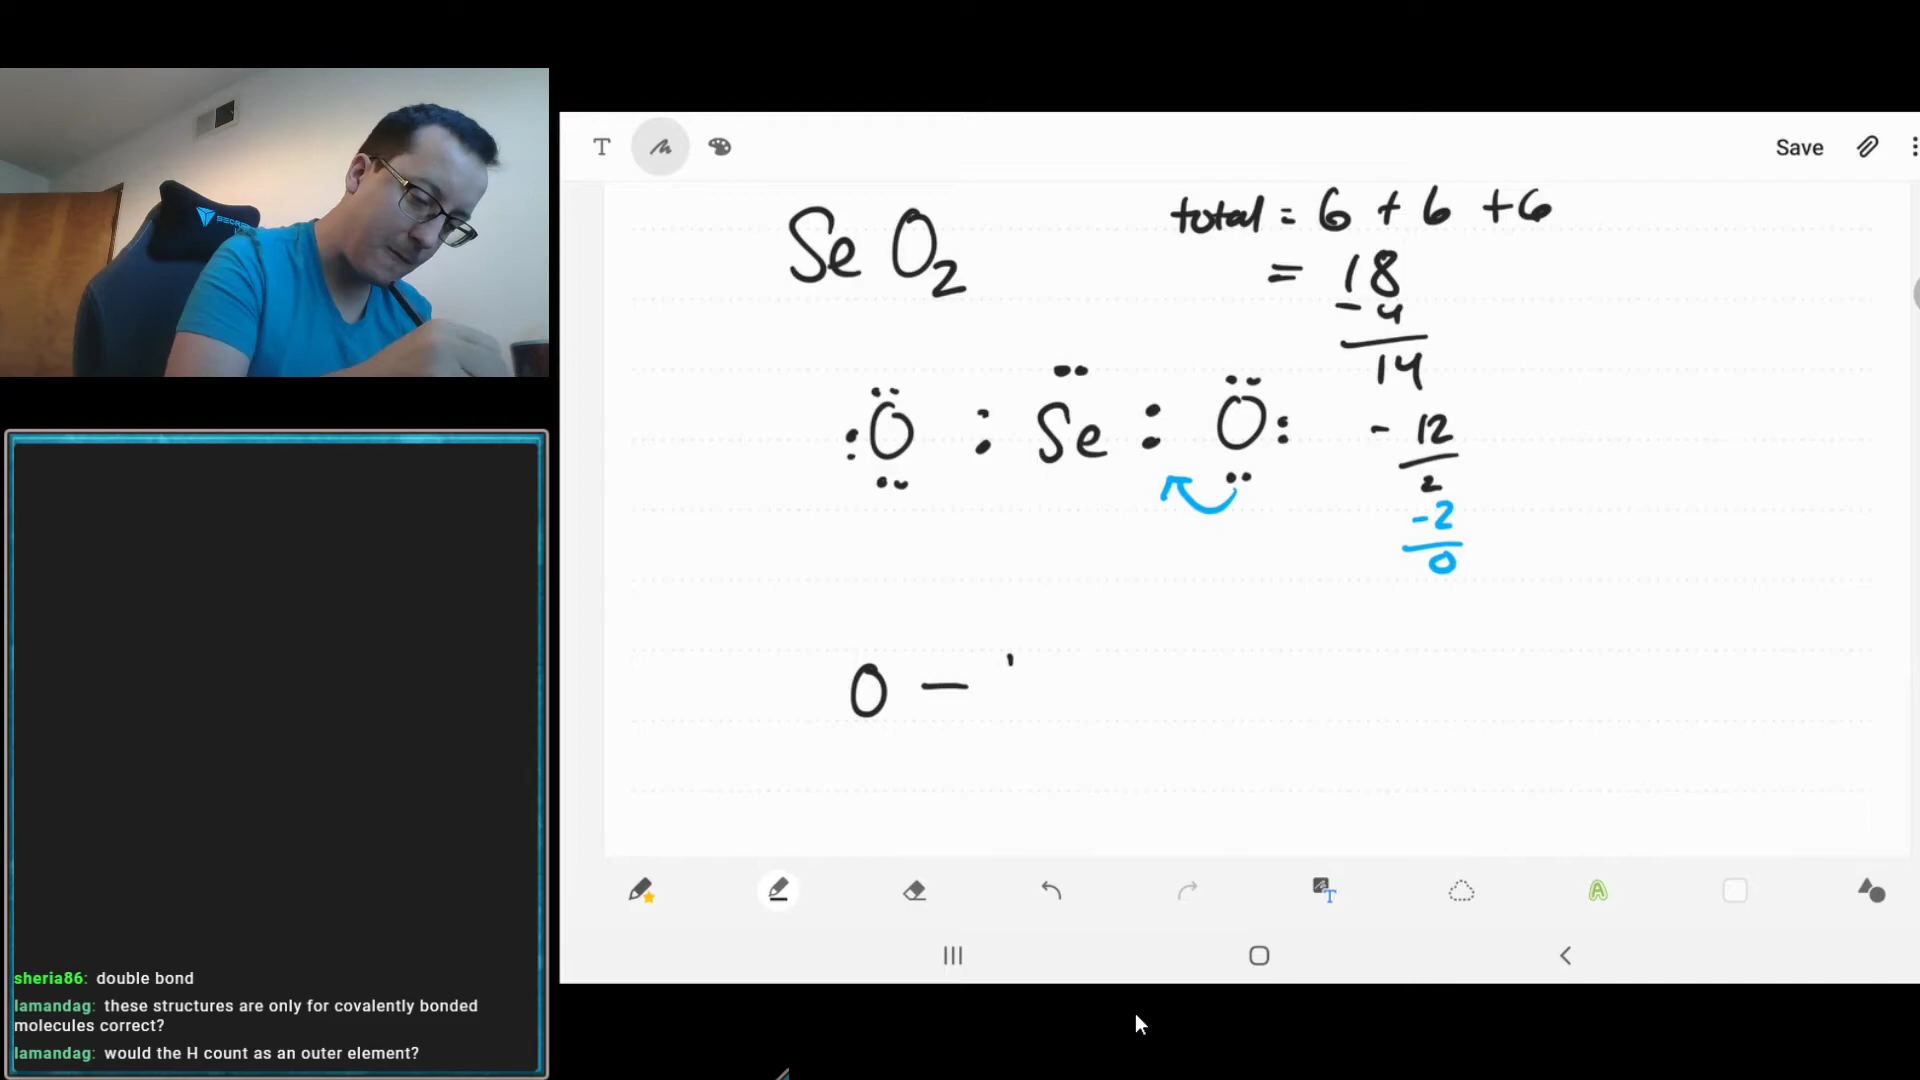 T
Save
Se O2
total = 6 + 6 + 6
= 18
- 4
14
O : Se : O
- 12
2
-2
0
O —
T
A
sheria86: double bond
lamandag: these structures are only for covalently bonded
molecules correct?
lamandag: would the H count as an outer element?